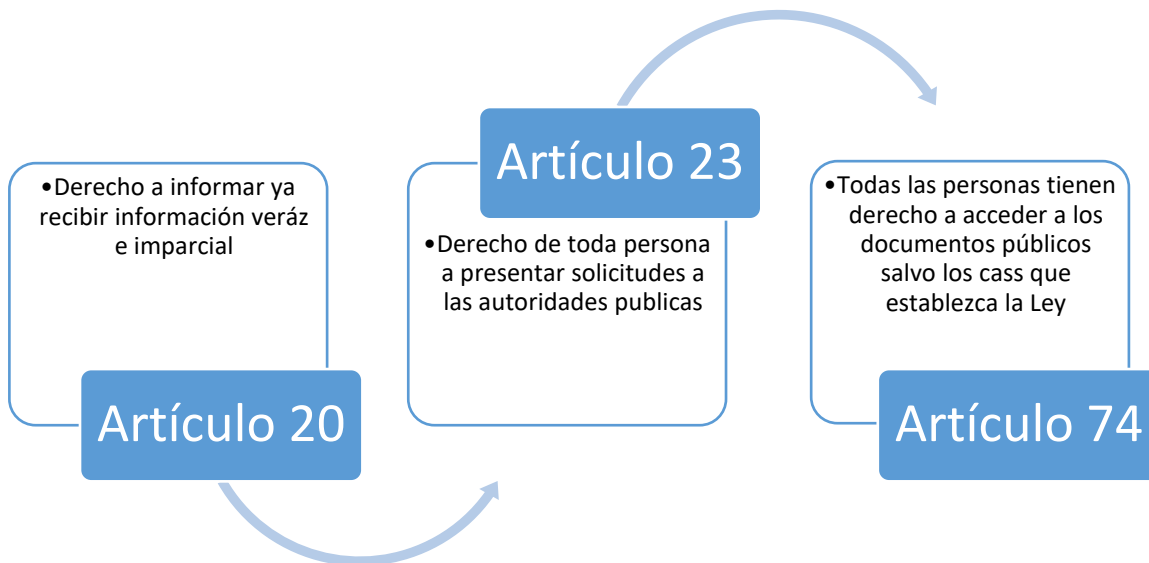 •Derecho a informar ya
recibir información veráz
e imparcial
Artículo 20
Artículo 23
•Derecho de toda persona
a presentar solicitudes a
las autoridades publicas
•Todas las personas tienen
derecho a acceder a los
documentos públicos
salvo los cass que
establezca la Ley
Artículo 74